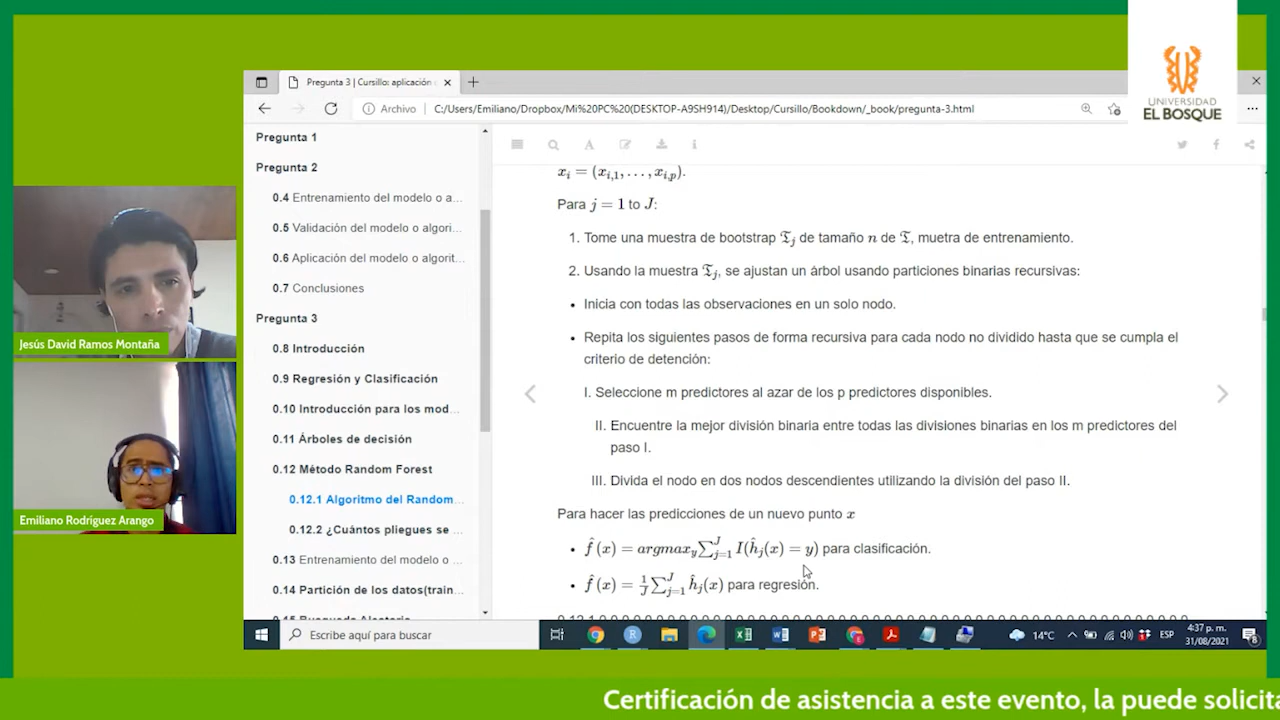 UNIVERSIDAD
EL BOSQUE
Pregunta 3 | Cursillo: aplicación
Archivo
C:/Users/Emiliano/Dropbox/Mi%20PC%20(DESKTOP-A9SH914)/Desktop/Cursillo/Bookdown/_book/pregunta-3.html
Pregunta 1
Pregunta 2
0.4 Entrenamiento del modelo o a...
0.5 Validación del modelo o algori...
0.6 Aplicación del modelo o algorit...
0.7 Conclusiones
Pregunta 3
0.8 Introducción
0.9 Regresión y Clasificación
0.10 Introducción para los mod...
0.11 Árboles de decisión
0.12 Método Random Forest
0.12.1 Algoritmo del Random...
0.12.2 ¿Cuántos pliegues se ...
0.13 Entrenamiento del modelo o ...
0.14 Partición de los datos(train...
0.15 Busqueda Aleatoria
x_i = (x_{i,1}, . . . , x_{i,p}).
Para j = 1 to J:
1. Tome una muestra de bootstrap 𝔗_j de tamaño n de 𝔗, muetra de entrenamiento.
2. Usando la muestra 𝔗_j, se ajustan un árbol usando particiones binarias recursivas:
• Inicia con todas las observaciones en un solo nodo.
• Repita los siguientes pasos de forma recursiva para cada nodo no dividido hasta que se cumpla el
criterio de detención:
I. Seleccione m predictores al azar de los p predictores disponibles.
II. Encuentre la mejor división binaria entre todas las divisiones binarias en los m predictores del
paso I.
III. Divida el nodo en dos nodos descendientes utilizando la división del paso II.
Para hacer las predicciones de un nuevo punto x
• f̂(x) = argmax_y ∑_{j=1}^J I(ĥ_j(x) = y) para clasificación.
• f̂(x) = 1/J ∑_{j=1}^J ĥ_j(x) para regresión.
Jesús David Ramos Montaña
Emiliano Rodríguez Arango
Escribe aquí para buscar
14°C
ESP
4:37 p. m.
31/08/2021
Certificación de asistencia a este evento, la puede solicita